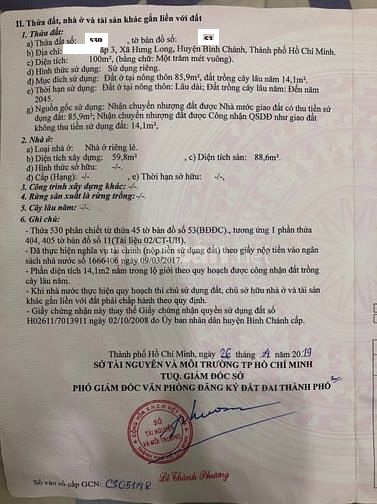 II. Thửa đất, nhà ở và tài sản khác gắn liền với đất
1. Thửa đất:
a) Thửa đất số: 530 , tờ bản đồ số:
b) Địa chỉ: ấp 3, Xã Hưng Long, Huyện Bình Chánh, Thành phố Hồ Chí Minh.
c) Diện tích: 100m², (bằng chữ: Một trăm mét vuông).
d) Hình thức sử dụng: Sử dụng riêng.
đ) Mục đích sử dụng đất: Đất ở tại nông thôn 85,9m², đất trồng cây lâu năm 14,1m².
e) Thời hạn sử dụng: Đất ở tại nông thôn: Lâu dài; Đất trồng cây lâu năm: Đến năm
2045.
g) Nguồn gốc sử dụng: Nhận chuyển nhượng đất được Nhà nước giao đất có thu tiền sử
dụng đất: 85,9m²; Nhận chuyển nhượng đất được Công nhận QSDĐ như giao đất
không thu tiền sử dụng đất: 14,1m²,
2. Nhà ở:
a) Loại nhà ở: Nhà ở riêng lẻ.
b) Diện tích xây dựng: 59,8m² , c) Diện tích sàn: 88,6m².
d) Hình thức sở hữu: -/-.
đ) Cấp (Hạng): -/- , e) Thời hạn sở hữu: -/-.
3. Công trình xây dựng khác: -/-.
4. Rừng sản xuất là rừng trồng: -/-.
5. Cây lâu năm: -/-.
6. Ghi chú:
- Thửa 530 phân chiết từ thửa 45 tờ bản đồ số 53(BĐĐC)., tương ứng 1 phần thửa
404, 405 tờ bản đồ số 11(Tài liệu 02/CT-UB).
- Đã thực hiện nghĩa vụ tài chính (nộp tiền sử dụng đất) theo giấy nộp tiền vào ngân
sách nhà nước số 1666406 ngày 09/03/2017.
- Phần diện tích 14,1m2 nằm trong lộ giới theo quy hoạch được công nhận đất trồng
cây lâu năm.
- Khi nhà nước thực hiện quy hoạch thì chủ sử dụng đất, chủ sở hữu nhà ở và tài sản
khác gắn liền với đất phải chấp hành theo quy định.
- Giấy chứng nhận này thay thế Giấy chứng nhận quyền sử dụng đất số
H02611/7013911 ngày 02/10/2008 do Ủy ban nhân dân huyện Bình Chánh cấp.
Thành phố Hồ Chí Minh, ngày 26 tháng 4 năm 2019
SỞ TÀI NGUYÊN VÀ MÔI TRƯỜNG TP HỒ CHÍ MINH
TUQ. GIÁM ĐỐC SỞ
PHÓ GIÁM ĐỐC VĂN PHÒNG ĐĂNG KÝ ĐẤT ĐAI THÀNH PHỐ
SỞ
TÀI NGUYÊN
VÀ MÔI TRƯỜNG
Lê Thành Phương
Số vào sổ cấp GCN: CS05148